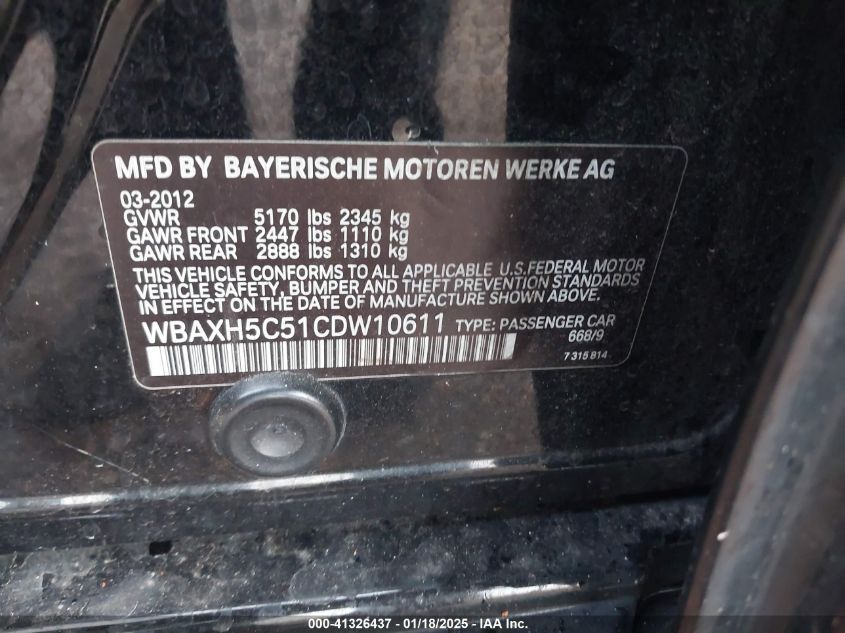 MFD BY BAYERISCHE MOTOREN WERKE AG
03-2012
GVWR 5170 lbs 2345 kg
GAWR FRONT 2447 lbs 1110 kg
GAWR REAR 2888 lbs 1310 kg
THIS VEHICLE CONFORMS TO ALL APPLICABLE U.S.FEDERAL MOTOR
VEHICLE SAFETY, BUMPER AND THEFT PREVENTION STANDARDS
IN EFFECT ON THE DATE OF MANUFACTURE SHOWN ABOVE.
WBAXH5C51CDW10611 TYPE: PASSENGER CAR
668/9
7 315 814
000-41326437 - 01/18/2025 - IAA Inc.